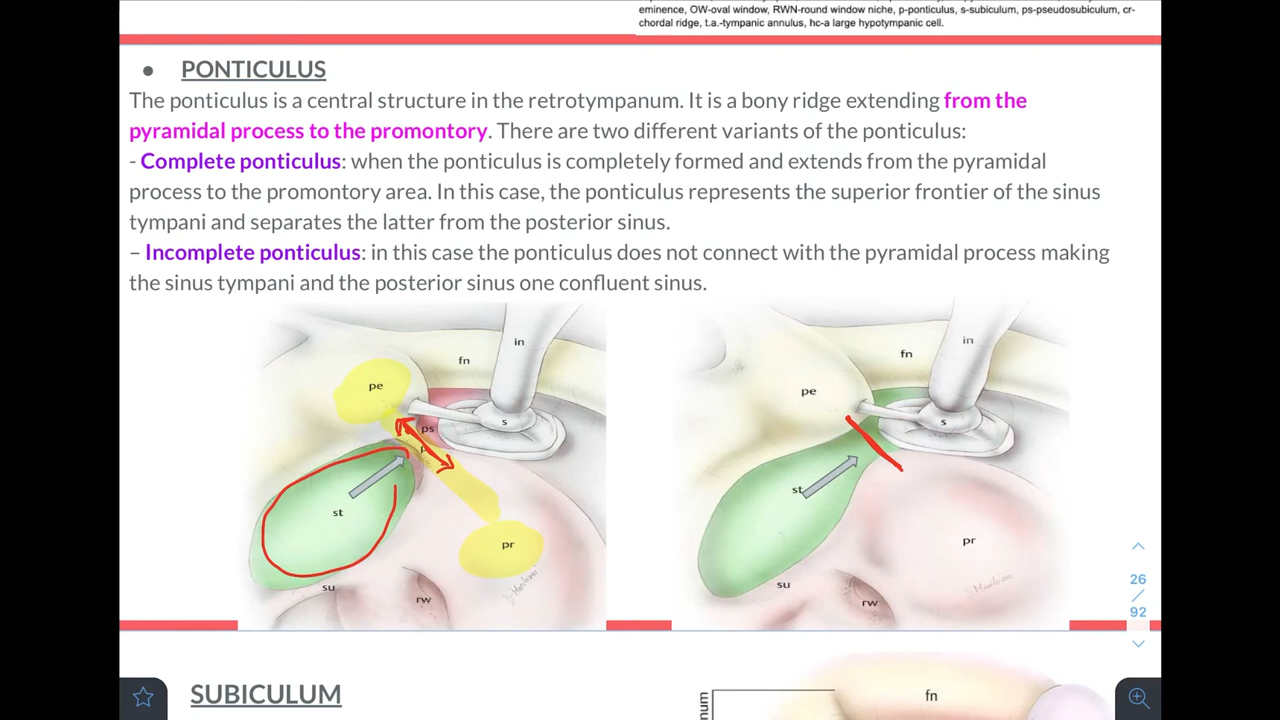 eminence, OW-oval window, RWN-round window niche, p-ponticulus, s-subiculum, ps-pseudosubiculum, cr-
chordal ridge, t.a.-tympanic annulus, hc-a large hypotympanic cell.
● PONTICULUS
The ponticulus is a central structure in the retrotympanum. It is a bony ridge extending from the
pyramidal process to the promontory. There are two different variants of the ponticulus:
- Complete ponticulus: when the ponticulus is completely formed and extends from the pyramidal
process to the promontory area. In this case, the ponticulus represents the superior frontier of the sinus
tympani and separates the latter from the posterior sinus.
– Incomplete ponticulus: in this case the ponticulus does not connect with the pyramidal process making
the sinus tympani and the posterior sinus one confluent sinus.
in
fn
pe
s
ps
st
pr
su
rw
in
fn
pe
s
st
pr
su
rw
26
92
SUBICULUM
fn
num